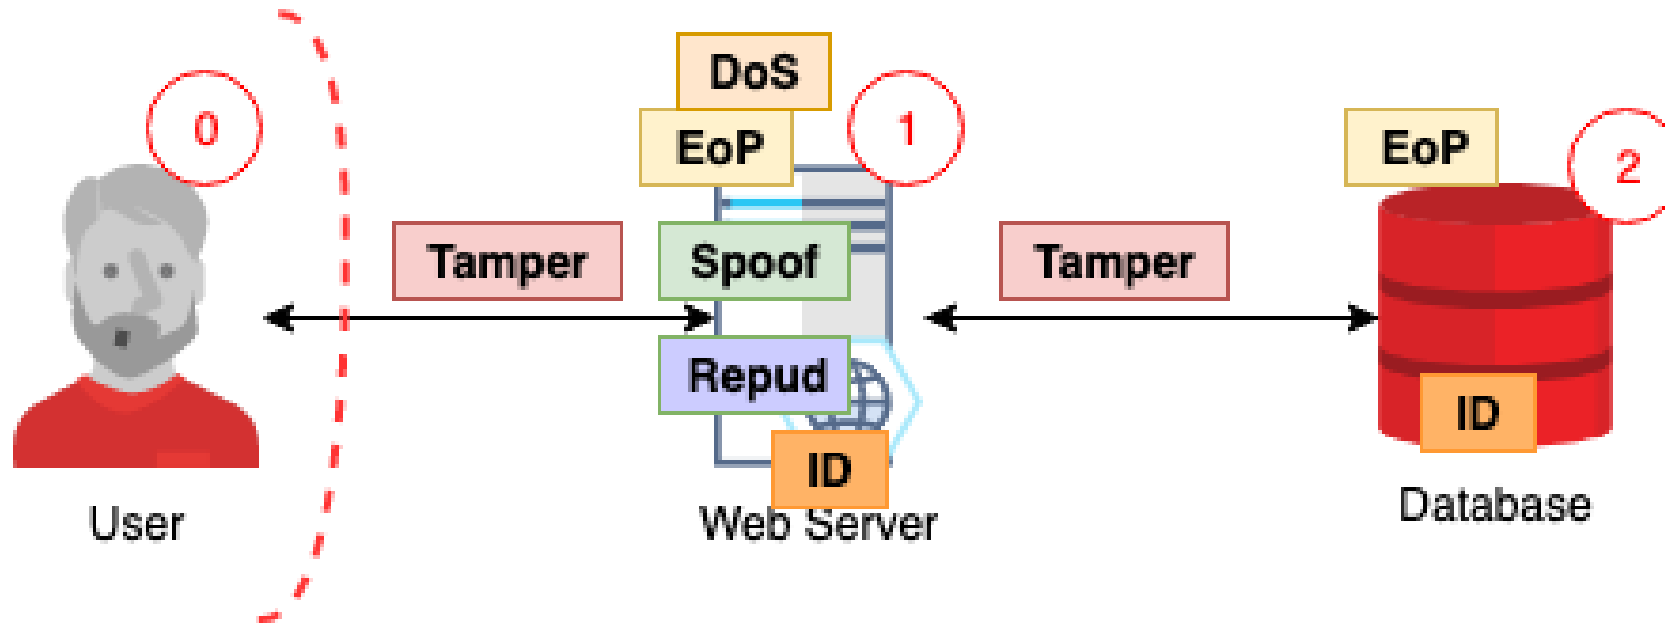 DoS
0
EoP
1
EoP
2
Tamper
Spoof
Tamper
Repud
ID
ID
User
Web Server
Database